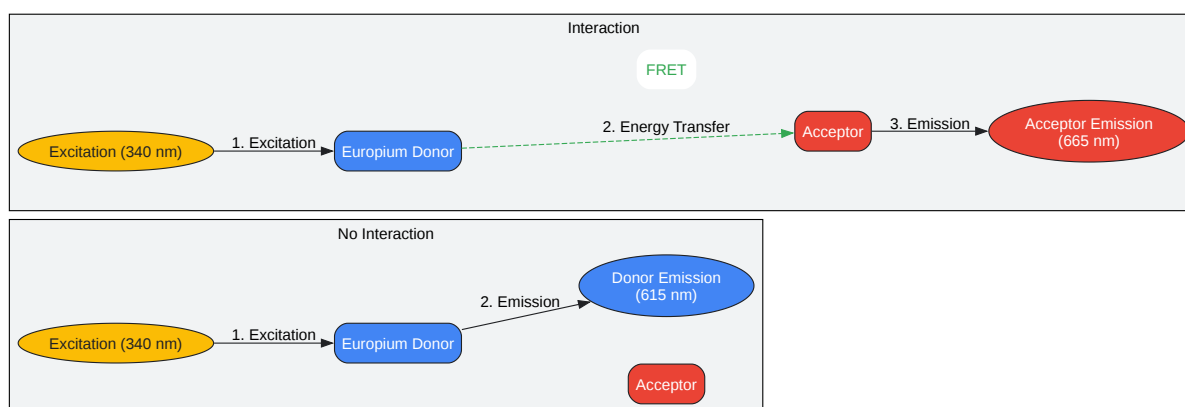 Interaction
FRET
Excitation (340 nm)
1. Excitation
Europium Donor
2. Energy Transfer
Acceptor
3. Emission
Acceptor Emission
(665 nm)
No Interaction
Excitation (340 nm)
1. Excitation
Europium Donor
2. Emission
Donor Emission
(615 nm)
Acceptor